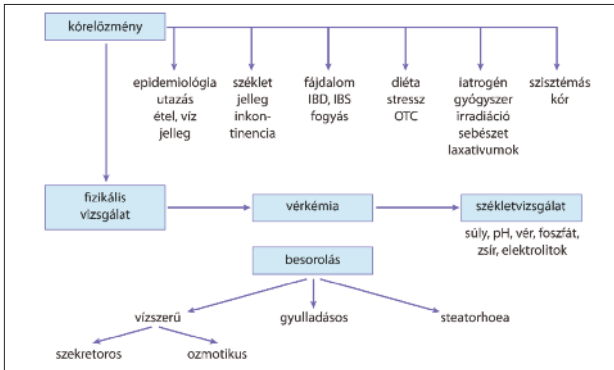 kórelőzmény
epidemiológia
utazás
étel, víz
jelleg
széklet
jelleg
inkon-
tinencia
fájdalom
IBD, IBS
fogyás
diéta
stressz
OTC
iatrogén
gyógyszer
irradiáció
sebészet
laxativumok
szisztémás
kór
fizikális
vizsgálat
vérkémia
székletvizsgálat
súly, pH, vér, foszfát,
zsír, elektrolitok
besorolás
vízszerű
gyulladásos
steatorhoea
szekretoros
ozmotikus